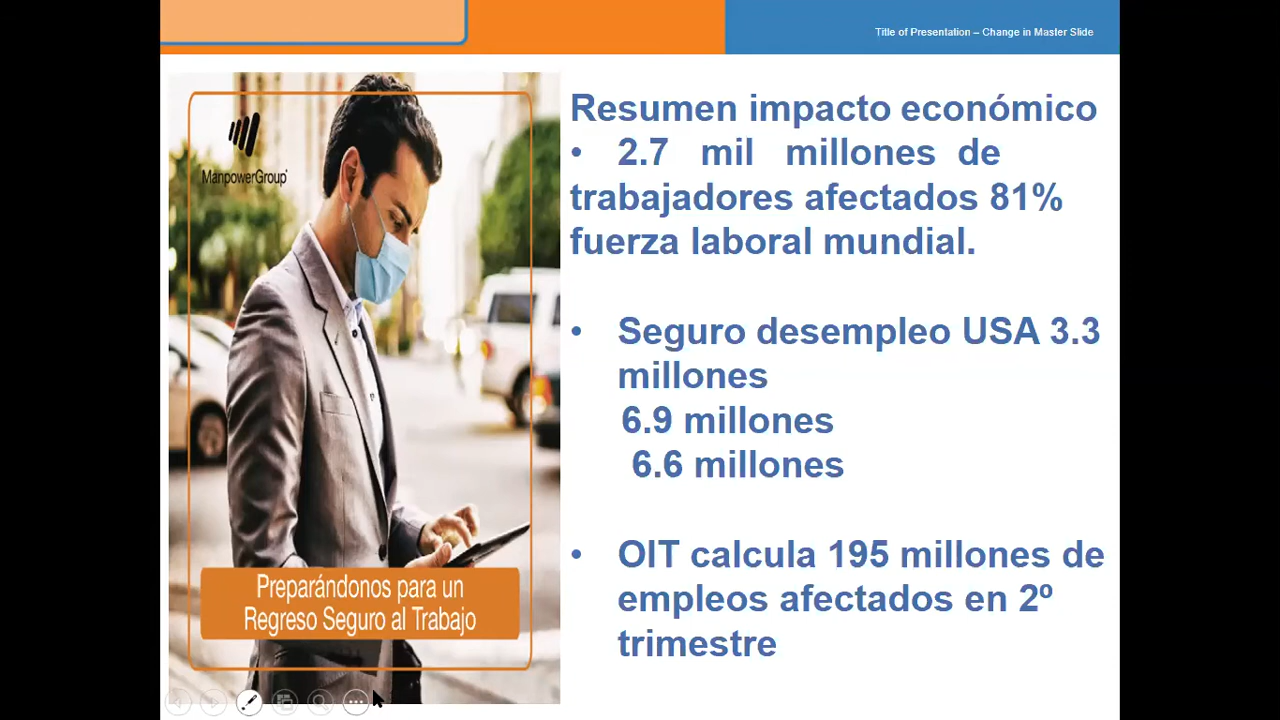 Title of Presentation – Change in Master Slide
ManpowerGroup
Preparándonos para un
Regreso Seguro al Trabajo
Resumen impacto económico
• 2.7 mil millones de
trabajadores afectados 81%
fuerza laboral mundial.
• Seguro desempleo USA 3.3
millones
6.9 millones
6.6 millones
• OIT calcula 195 millones de
empleos afectados en 2º
trimestre